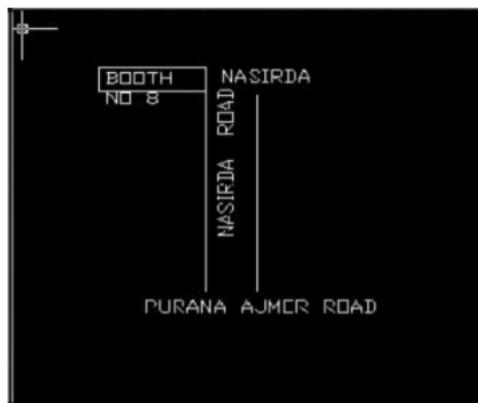 BOOTH
NO 8
NASIRDA
NASIRDA ROAD
PURANA AJMER ROAD